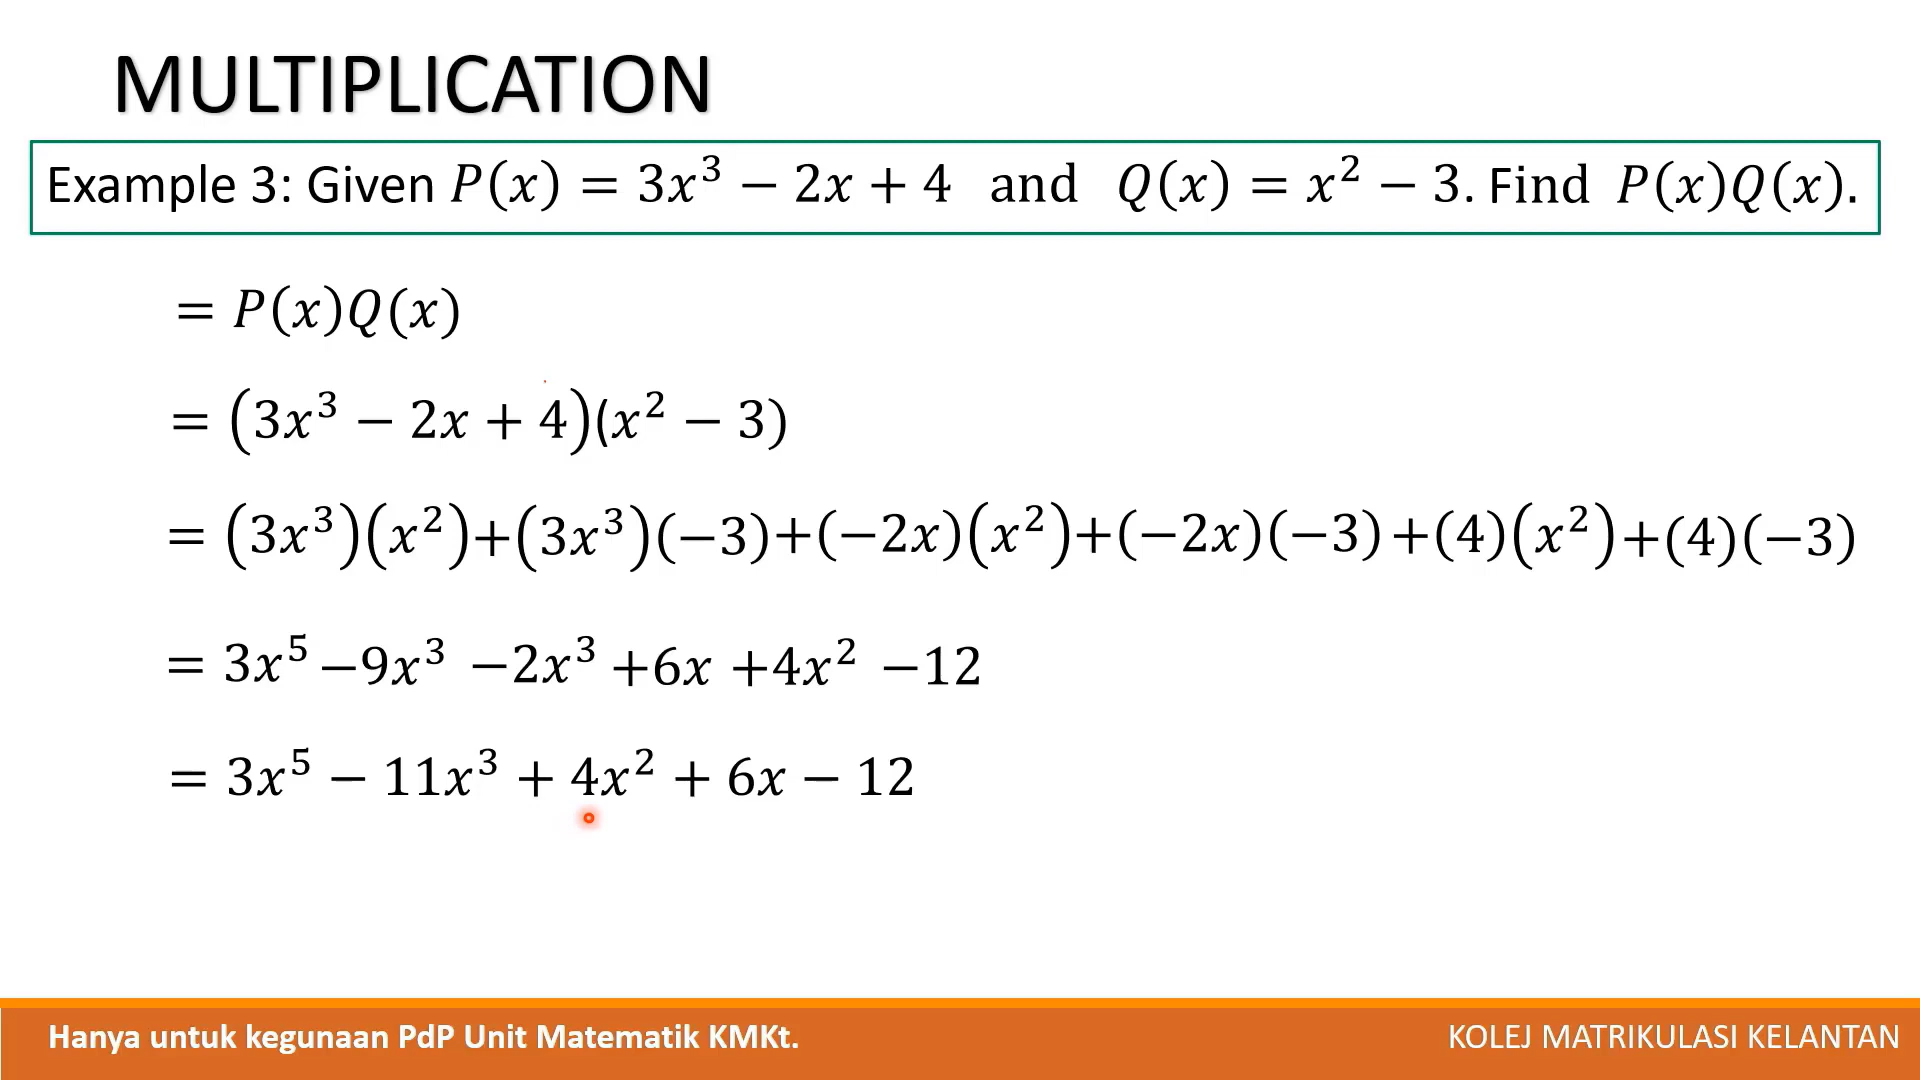 MULTIPLICATION
Example 3: Given P(x) = 3x³ − 2x + 4 and Q(x) = x² − 3. Find P(x)Q(x).
= P(x)Q(x)
= (3x³ − 2x + 4)(x² − 3)
= (3x³)(x²)+(3x³)(−3)+(−2x)(x²)+(−2x)(−3)+(4)(x²)+(4)(−3)
= 3x⁵ −9x³ −2x³ +6x +4x² −12
= 3x⁵ − 11x³ + 4x² + 6x − 12
Hanya untuk kegunaan PdP Unit Matematik KMKt.
KOLEJ MATRIKULASI KELANTAN